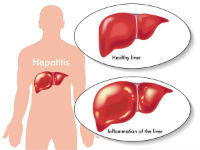 Hepatitis
Healthy liver
Inflammation of the liver